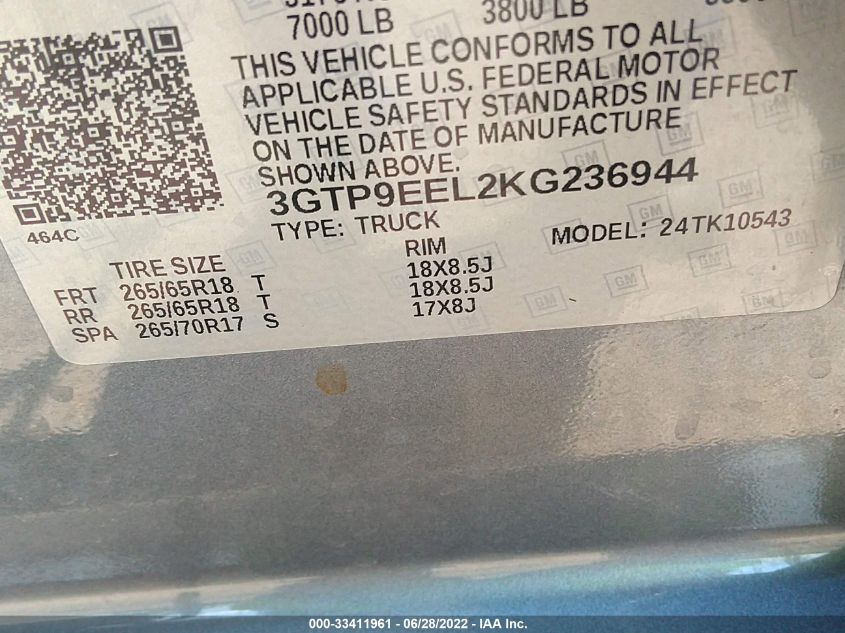 7000 LB 3800 LB
THIS VEHICLE CONFORMS TO ALL
APPLICABLE U.S. FEDERAL MOTOR
VEHICLE SAFETY STANDARDS IN EFFECT
ON THE DATE OF MANUFACTURE
SHOWN ABOVE.
3GTP9EEL2KG236944
464C
TYPE: TRUCK MODEL: 24TK10543
TIRE SIZE RIM
FRT 265/65R18 T 18X8.5J
RR 265/65R18 T 18X8.5J
SPA 265/70R17 S 17X8J
000-33411961 - 06/28/2022 - IAA Inc.